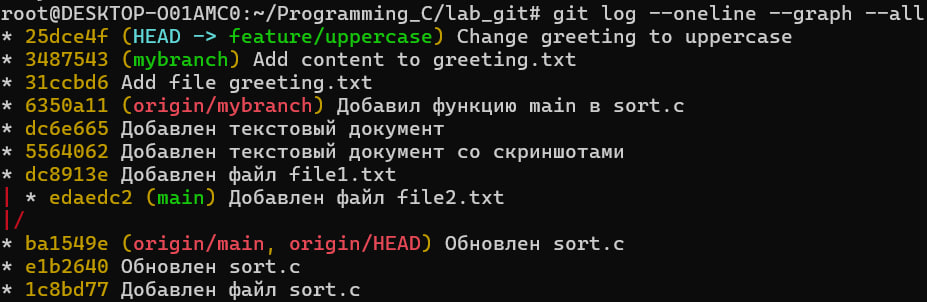 root@DESKTOP-O01AMC0:~/Programming_C/lab_git# git log --oneline --graph --all
* 25dce4f (HEAD -> feature/uppercase) Change greeting to uppercase
* 3487543 (mybranch) Add content to greeting.txt
* 31ccbd6 Add file greeting.txt
* 6350a11 (origin/mybranch) Добавил функцию main в sort.c
* dc6e665 Добавлен текстовый документ
* 5564062 Добавлен текстовый документ со скриншотами
* dc8913e Добавлен файл file1.txt
| * edaedc2 (main) Добавлен файл file2.txt
|/
* ba1549e (origin/main, origin/HEAD) Обновлен sort.c
* e1b2640 Обновлен sort.c
* 1c8bd77 Добавлен файл sort.c